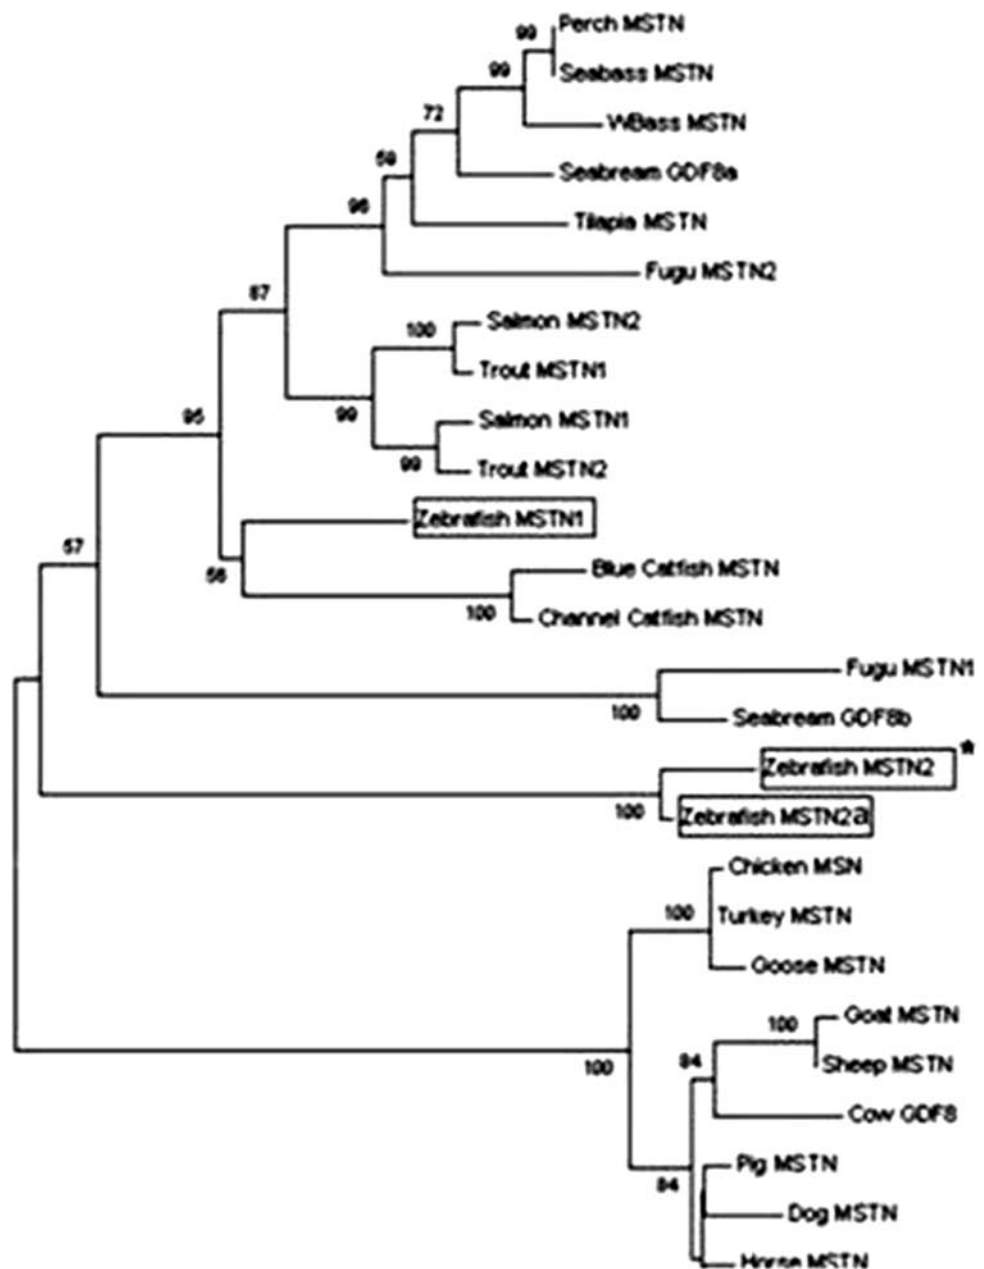 99
Perch MSTN
Seabass MSTN
99
WBass MSTN
72
Seabream GDF8a
59
Tilapia MSTN
96
Fugu MSTN2
87
Salmon MSTN2
100
Trout MSTN1
99
Salmon MSTN1
99
Trout MSTN2
95
Zebrafish MSTN1
56
Blue Catfish MSTN
100
Channel Catfish MSTN
57
Fugu MSTN1
100
Seabream GDF8b
Zebrafish MSTN2 *
100
Zebrafish MSTN2a
Chicken MSN
100
Turkey MSTN
Goose MSTN
100
Goat MSTN
100
Sheep MSTN
84
Cow GDF8
Pig MSTN
84
Dog MSTN
Horse MSTN